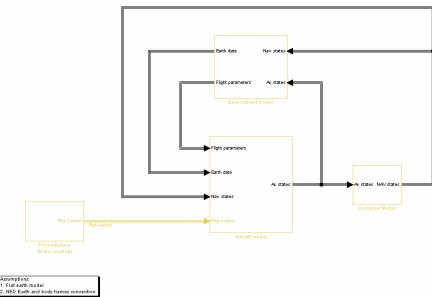 Earth data
Nav states
Flight parameters
Ac states
Environment model
Flight parameters
Earth data
Nav states
Pilot control
Ac states
Aircraft model
Ac states NAV states
Guidance Model
Pilot Control
Pilot control
Pilot interface
Assumptions:
1. Flat earth model
2. NED Earth and body frames convention